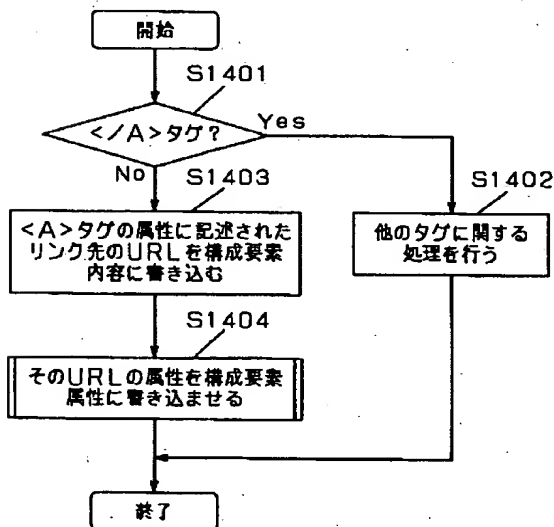 開始
S1401
</A>タグ?
Yes
No
S1403
S1402
<A>タグの属性に記述された
リンク先のURLを構成要素
内容に書き込む
他のタグに関する
処理を行う
S1404
そのURLの属性を構成要素
属性に書き込ませる
終了